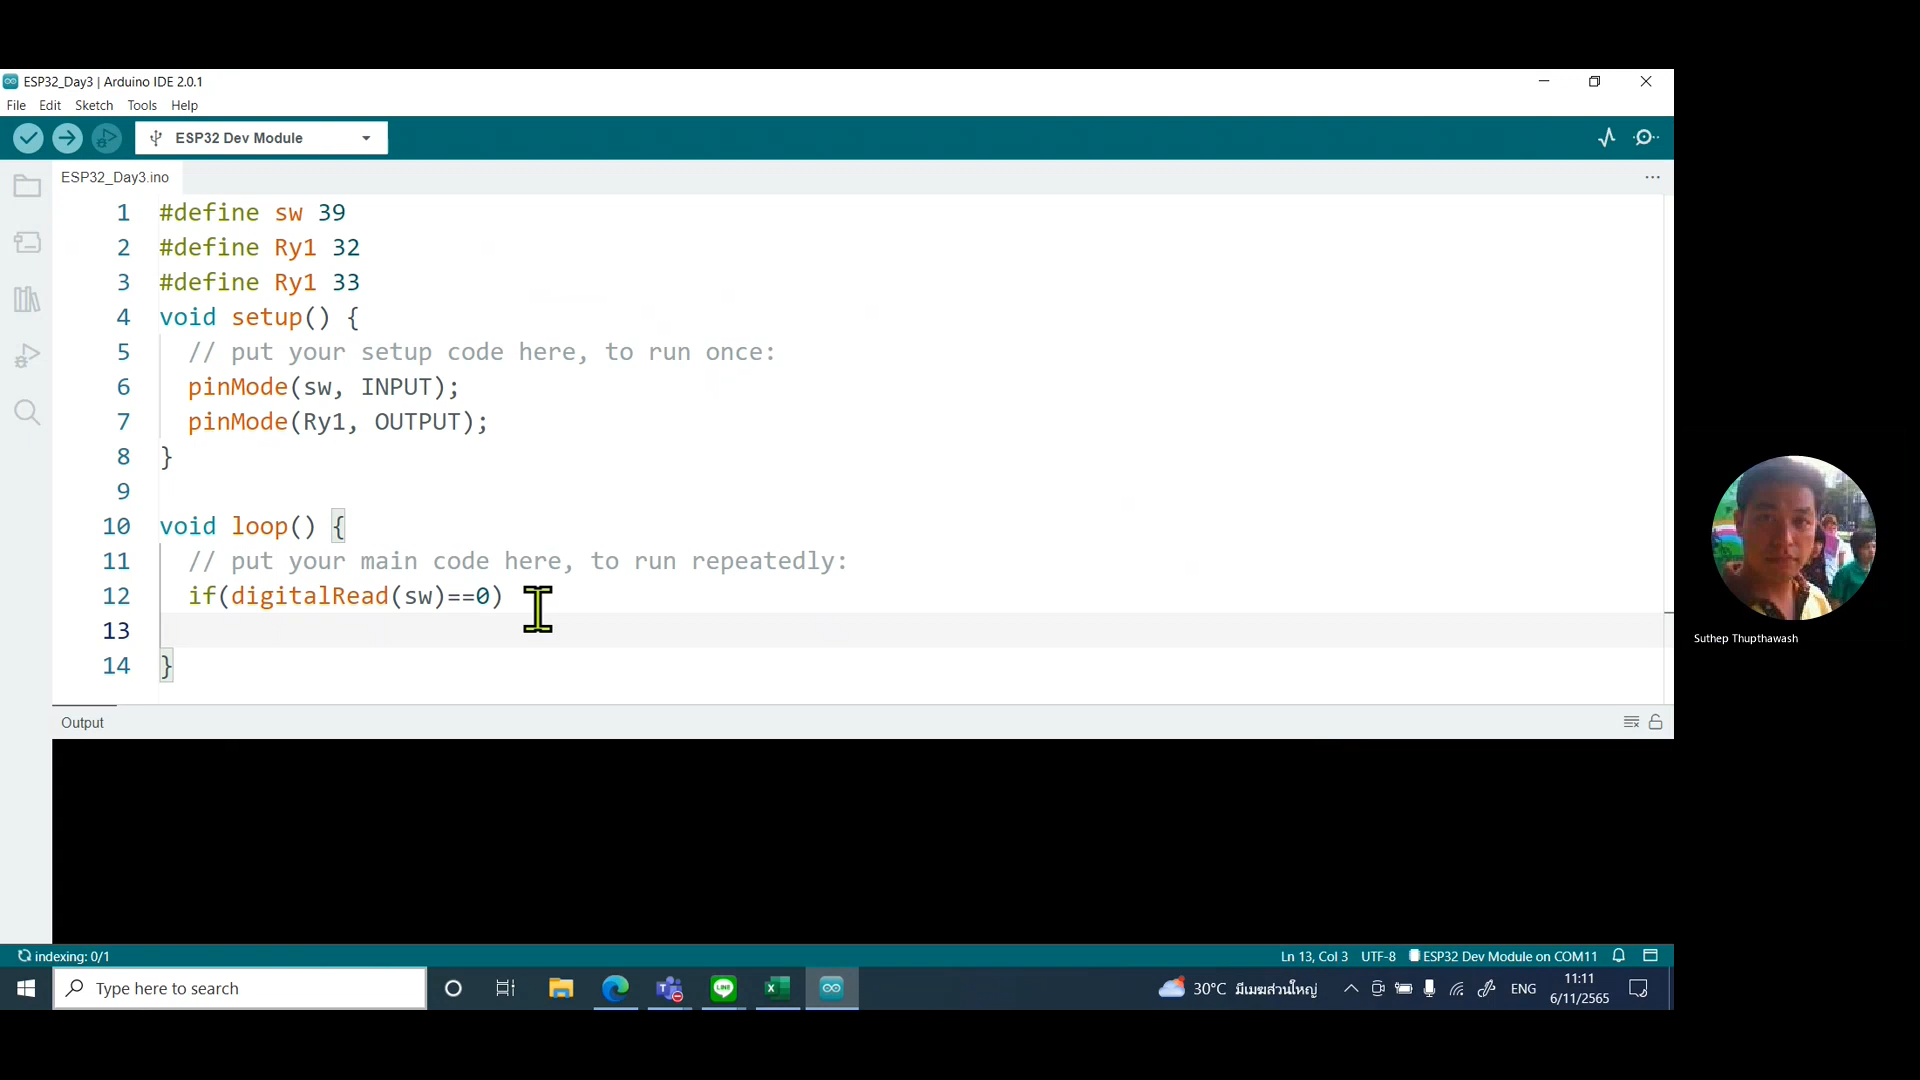 ESP32_Day3 | Arduino IDE 2.0.1
File Edit Sketch Tools Help
ESP32 Dev Module
ESP32_Day3.ino
1 #define sw 39
2 #define Ry1 32
3 #define Ry1 33
4 void setup() {
5 // put your setup code here, to run once:
6 pinMode(sw, INPUT);
7 pinMode(Ry1, OUTPUT);
8 }
9
10 void loop() {
11 // put your main code here, to run repeatedly:
12 if(digitalRead(sw)==0)
13
14 }
Suthep Thupthawash
Output
indexing: 0/1
Ln 13, Col 3 UTF-8 ESP32 Dev Module on COM11
Type here to search
LINE
30°C มีเมฆส่วนใหญ่
ENG
11:11
6/11/2565